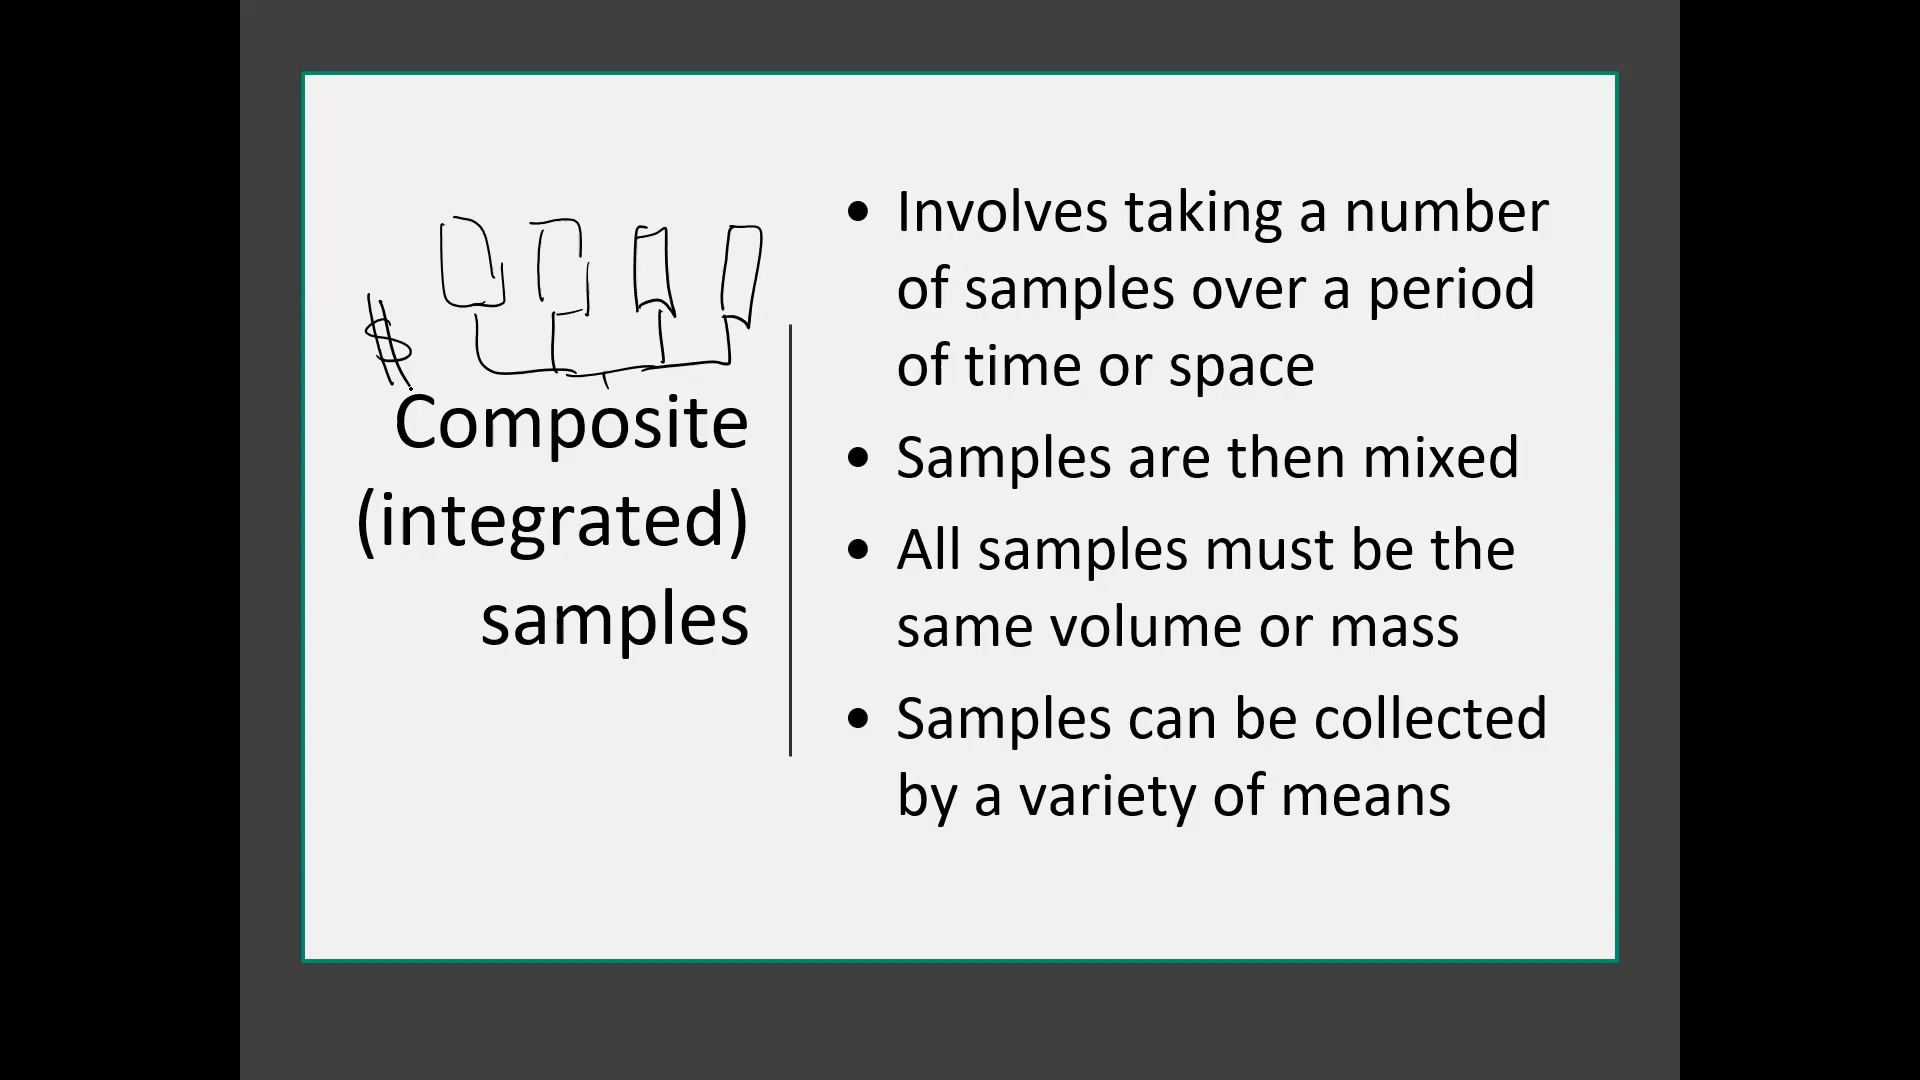 $
Composite
(integrated)
samples
• Involves taking a number
of samples over a period
of time or space
• Samples are then mixed
• All samples must be the
same volume or mass
• Samples can be collected
by a variety of means